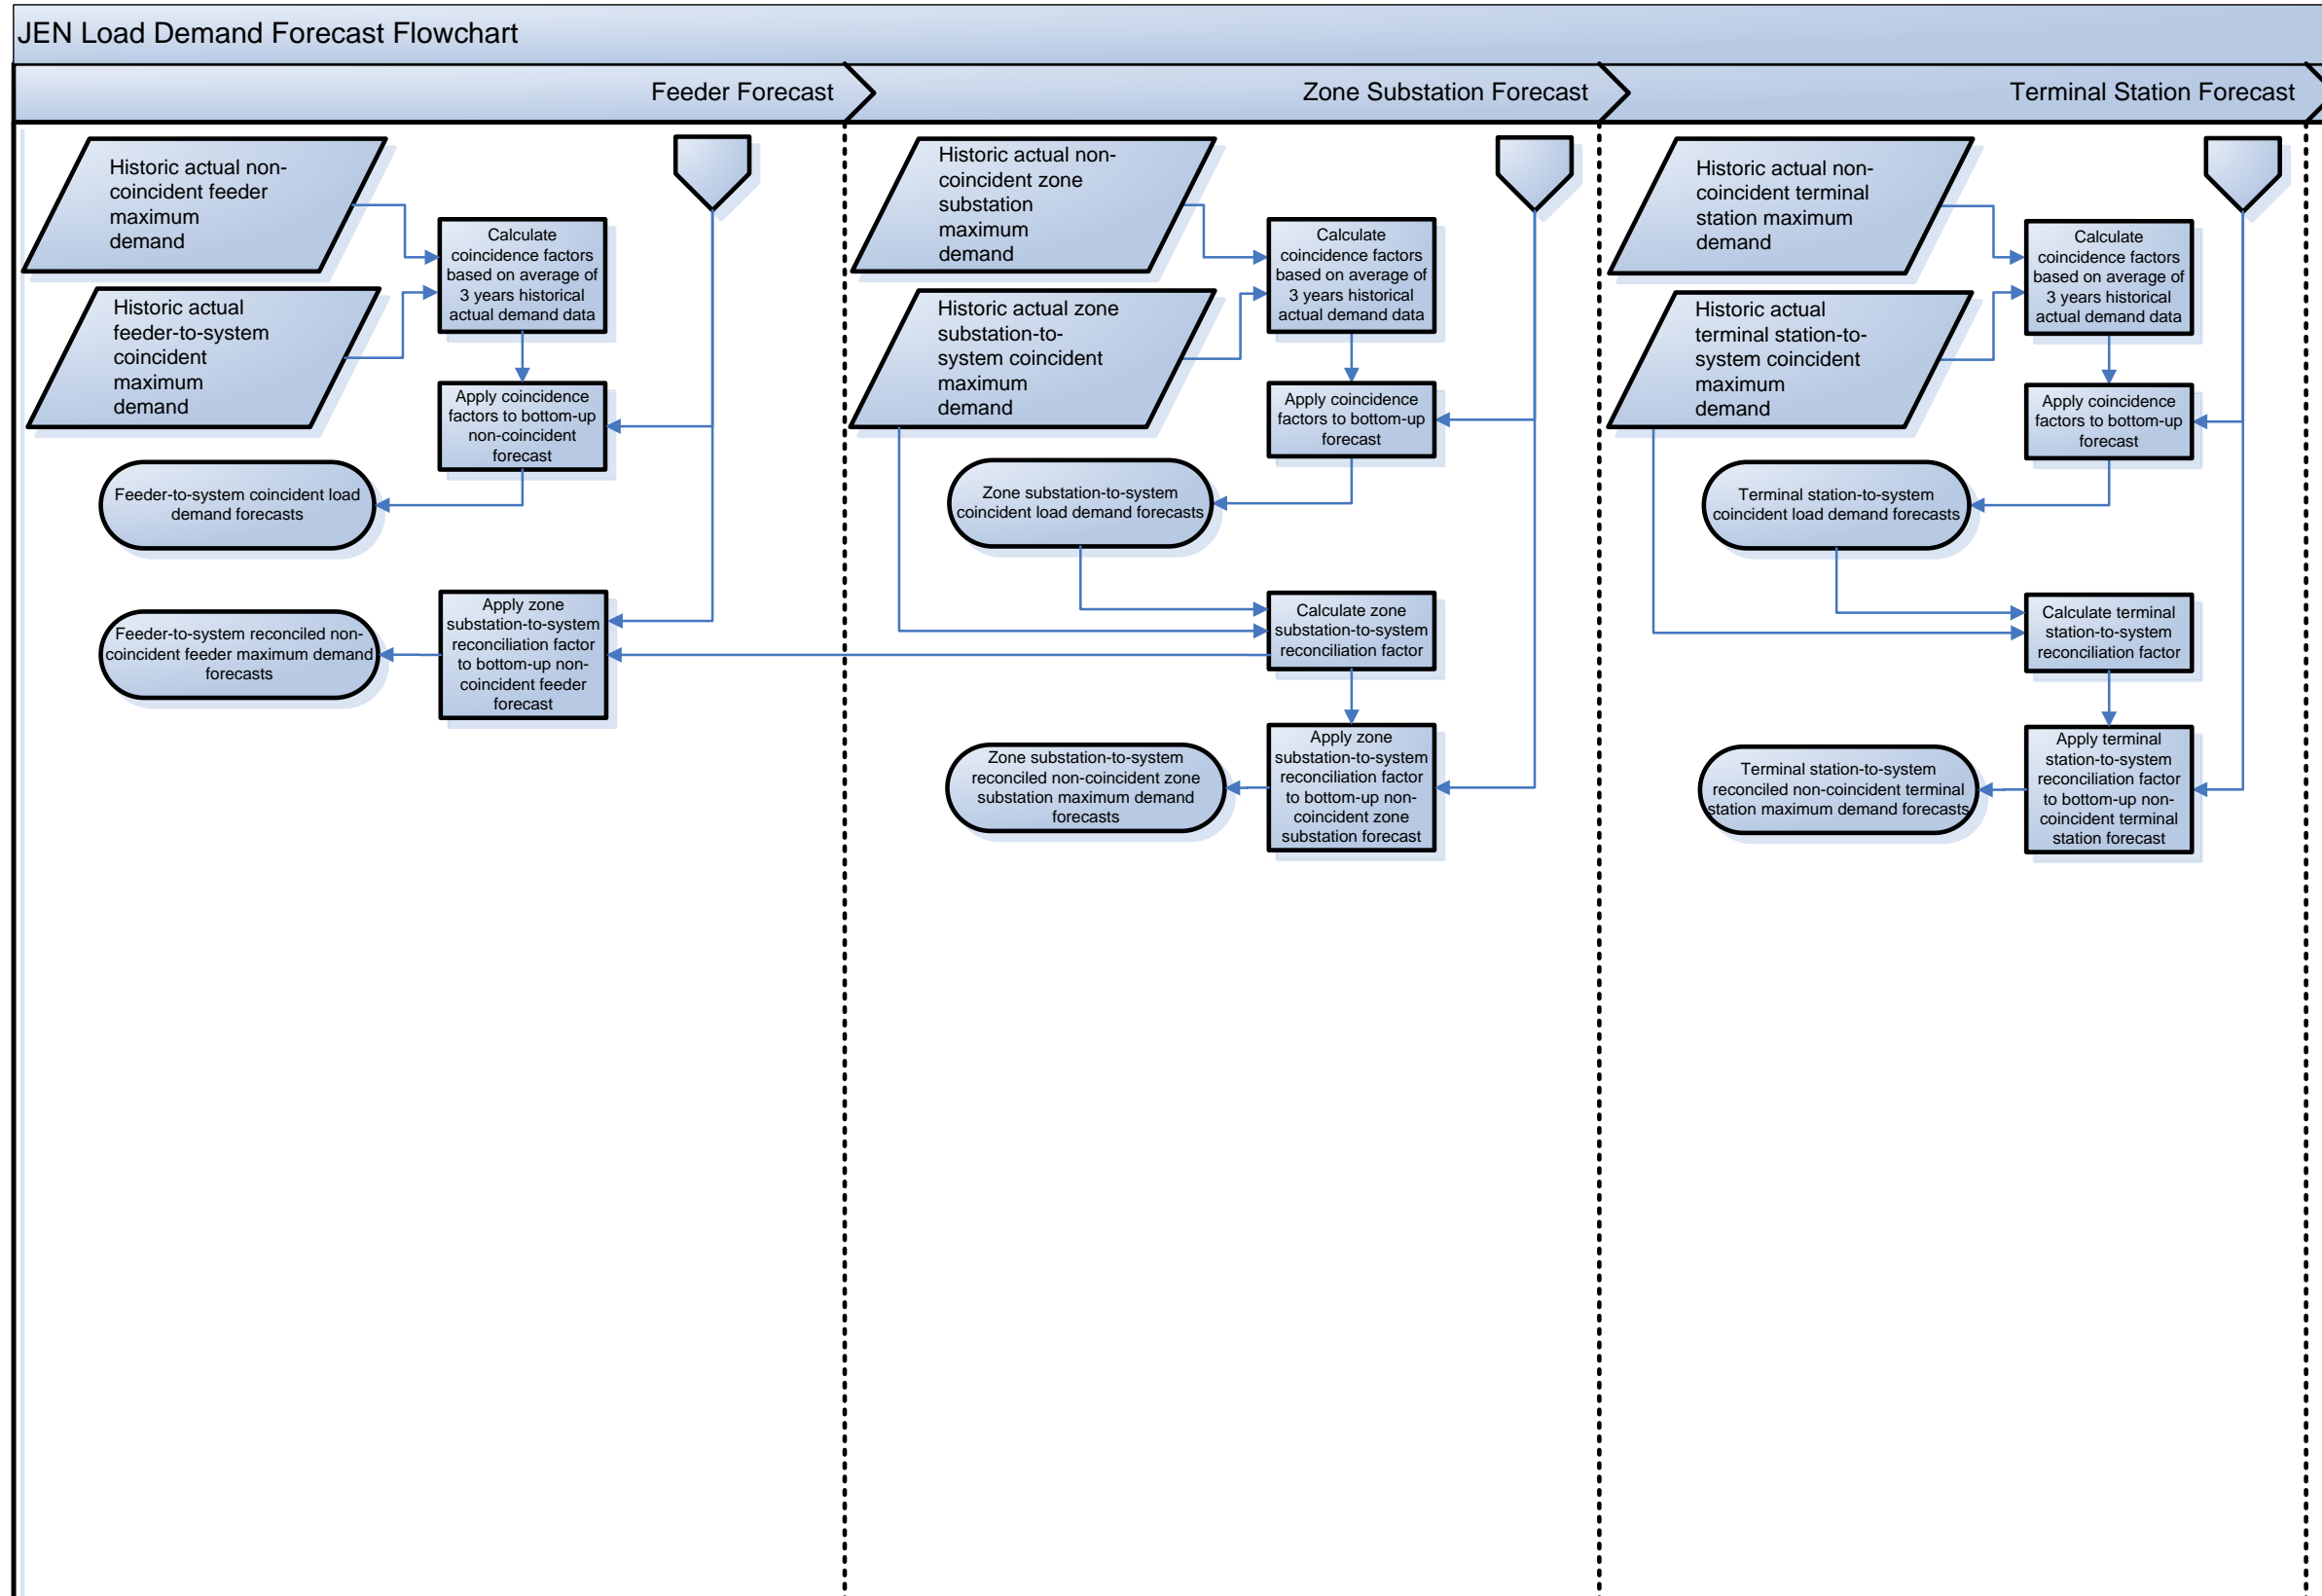 JEN Load Demand Forecast Flowchart
Feeder Forecast
Zone Substation Forecast
Terminal Station Forecast
Historic actual non-
coincident feeder
maximum
demand
Calculate
coincidence factors
based on average of
3 years historical
actual demand data
Historic actual
feeder-to-system
coincident
maximum
demand
Apply coincidence
factors to bottom-up
non-coincident
forecast
Feeder-to-system coincident load
demand forecasts
Apply zone
substation-to-system
reconciliation factor
to bottom-up non-
coincident feeder
forecast
Feeder-to-system reconciled non-
coincident feeder maximum demand
forecasts
Historic actual non-
coincident zone
substation
maximum
demand
Calculate
coincidence factors
based on average of
3 years historical
actual demand data
Historic actual zone
substation-to-
system coincident
maximum
demand
Apply coincidence
factors to bottom-up
forecast
Zone substation-to-system
coincident load demand forecasts
Calculate zone
substation-to-system
reconciliation factor
Apply zone
substation-to-system
reconciliation factor
to bottom-up non-
coincident zone
substation forecast
Zone substation-to-system
reconciled non-coincident zone
substation maximum demand
forecasts
Historic actual non-
coincident terminal
station maximum
demand
Calculate
coincidence factors
based on average of
3 years historical
actual demand data
Historic actual
terminal station-to-
system coincident
maximum
demand
Apply coincidence
factors to bottom-up
forecast
Terminal station-to-system
coincident load demand forecasts
Calculate terminal
station-to-system
reconciliation factor
Apply terminal
station-to-system
reconciliation factor
to bottom-up non-
coincident terminal
station forecast
Terminal station-to-system
reconciled non-coincident terminal
station maximum demand forecasts